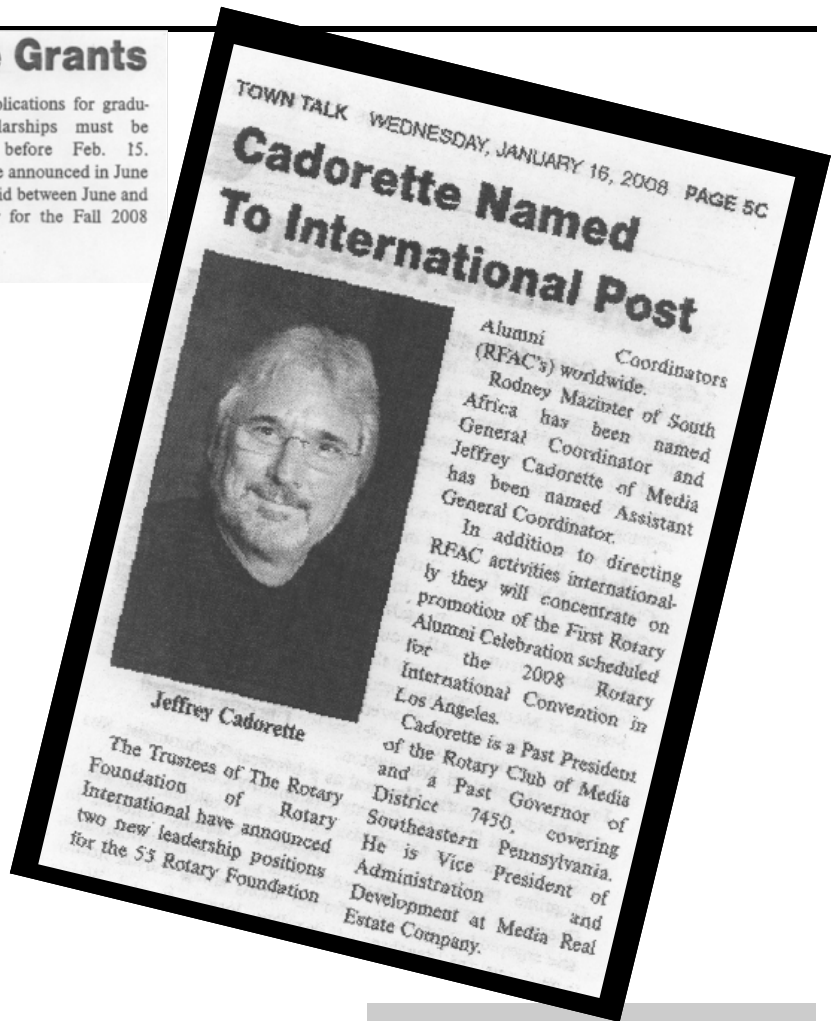 Grants
plications for gradu-
larships must be
before Feb. 15.
e announced in June
id between June and
for the Fall 2008
TOWN TALK WEDNESDAY, JANUARY 16, 2008 PAGE 5C
Cadorette Named
To International Post
Jeffrey Cadorette
The Trustees of The Rotary
Foundation of Rotary
International have announced
two new leadership positions
for the 55 Rotary Foundation
Alumni Coordinators
(RFAC's) worldwide.
Rodney Mazinter of South
Africa has been named
General Coordinator and
Jeffrey Cadorette of Media
has been named Assistant
General Coordinator.
In addition to directing
RFAC activities international-
ly they will concentrate on
promotion of the First Rotary
Alumni Celebration scheduled
for the 2008 Rotary
International Convention in
Los Angeles.
Cadorette is a Past President
of the Rotary Club of Media
and a Past Governor of
District 7450, covering
Southeastern Pennsylvania.
He is Vice President of
Administration and
Development at Media Real
Estate Company.